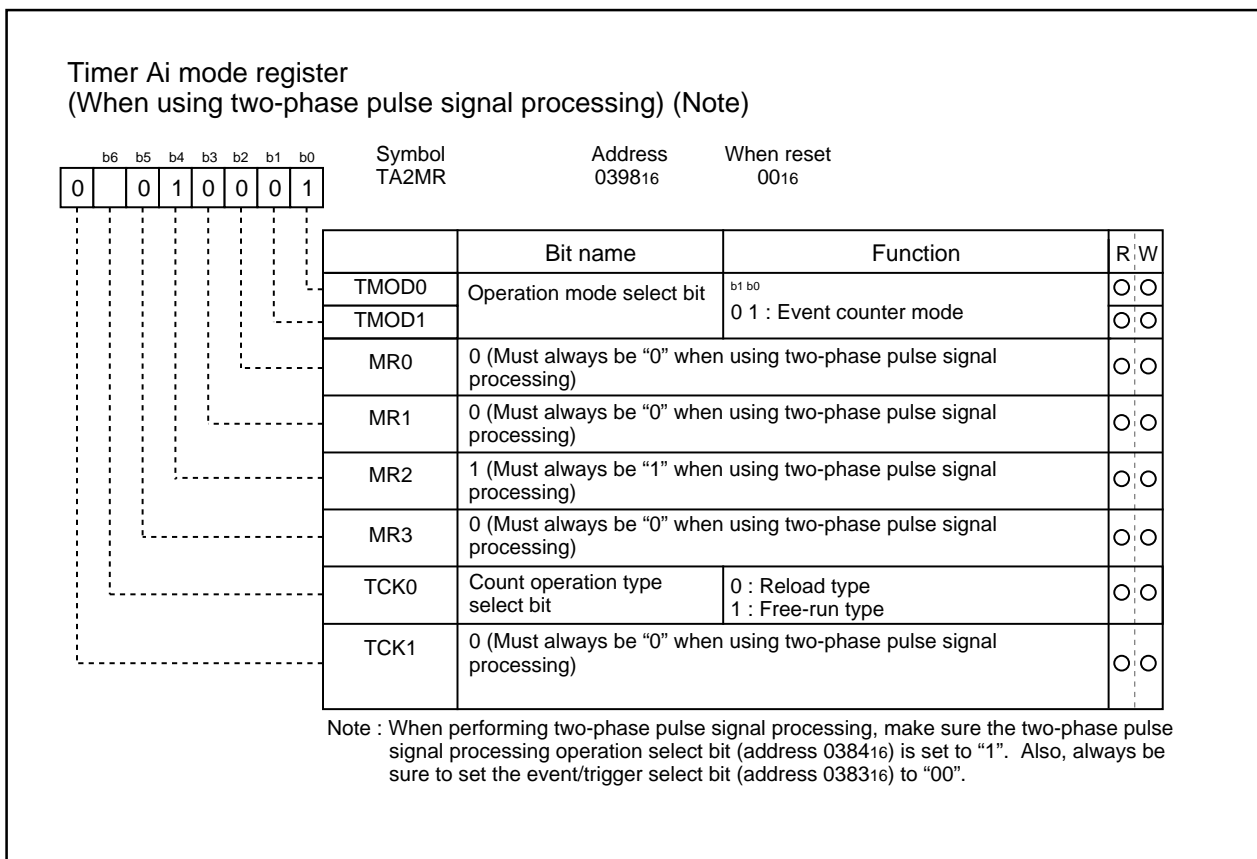 Timer Ai mode register
(When using two-phase pulse signal processing) (Note)
Symbol Address When reset
TA2MR 039816 0016
b6 b5 b4 b3 b2 b1 b0
0 0 1 0 0 0 1
Bit name Function R W
TMOD0 Operation mode select bit b1 b0
TMOD1 0 1 : Event counter mode
MR0 0 (Must always be “0” when using two-phase pulse signal
processing)
MR1 0 (Must always be “0” when using two-phase pulse signal
processing)
MR2 1 (Must always be “1” when using two-phase pulse signal
processing)
MR3 0 (Must always be “0” when using two-phase pulse signal
processing)
TCK0 Count operation type 0 : Reload type
select bit 1 : Free-run type
TCK1 0 (Must always be “0” when using two-phase pulse signal
processing)
Note : When performing two-phase pulse signal processing, make sure the two-phase pulse
signal processing operation select bit (address 038416) is set to “1”. Also, always be
sure to set the event/trigger select bit (address 038316) to “00”.